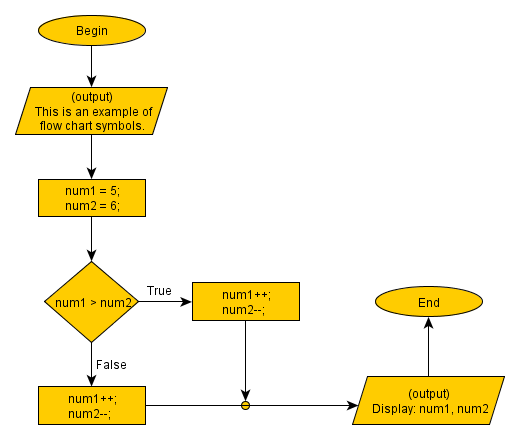 Begin
(output)
This is an example of
flow chart symbols.
num1 = 5;
num2 = 6;
num1 > num2
True
num1++;
num2--;
False
num1++;
num2--;
End
(output)
Display: num1, num2